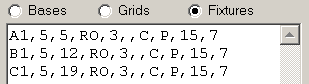 Bases Grids Fixtures
A1,5,5,RO,3,,C,P,15,7
B1,5,12,RO,3,,C,P,15,7
C1,5,19,RO,3,,C,P,15,7